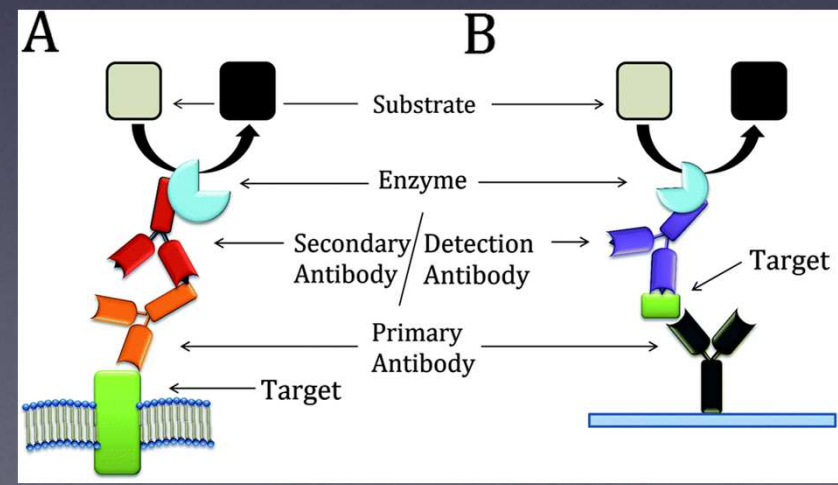 A
B
Substrate
Enzyme
Secondary/Detection
Antibody Antibody
Target
Primary
Antibody
Target